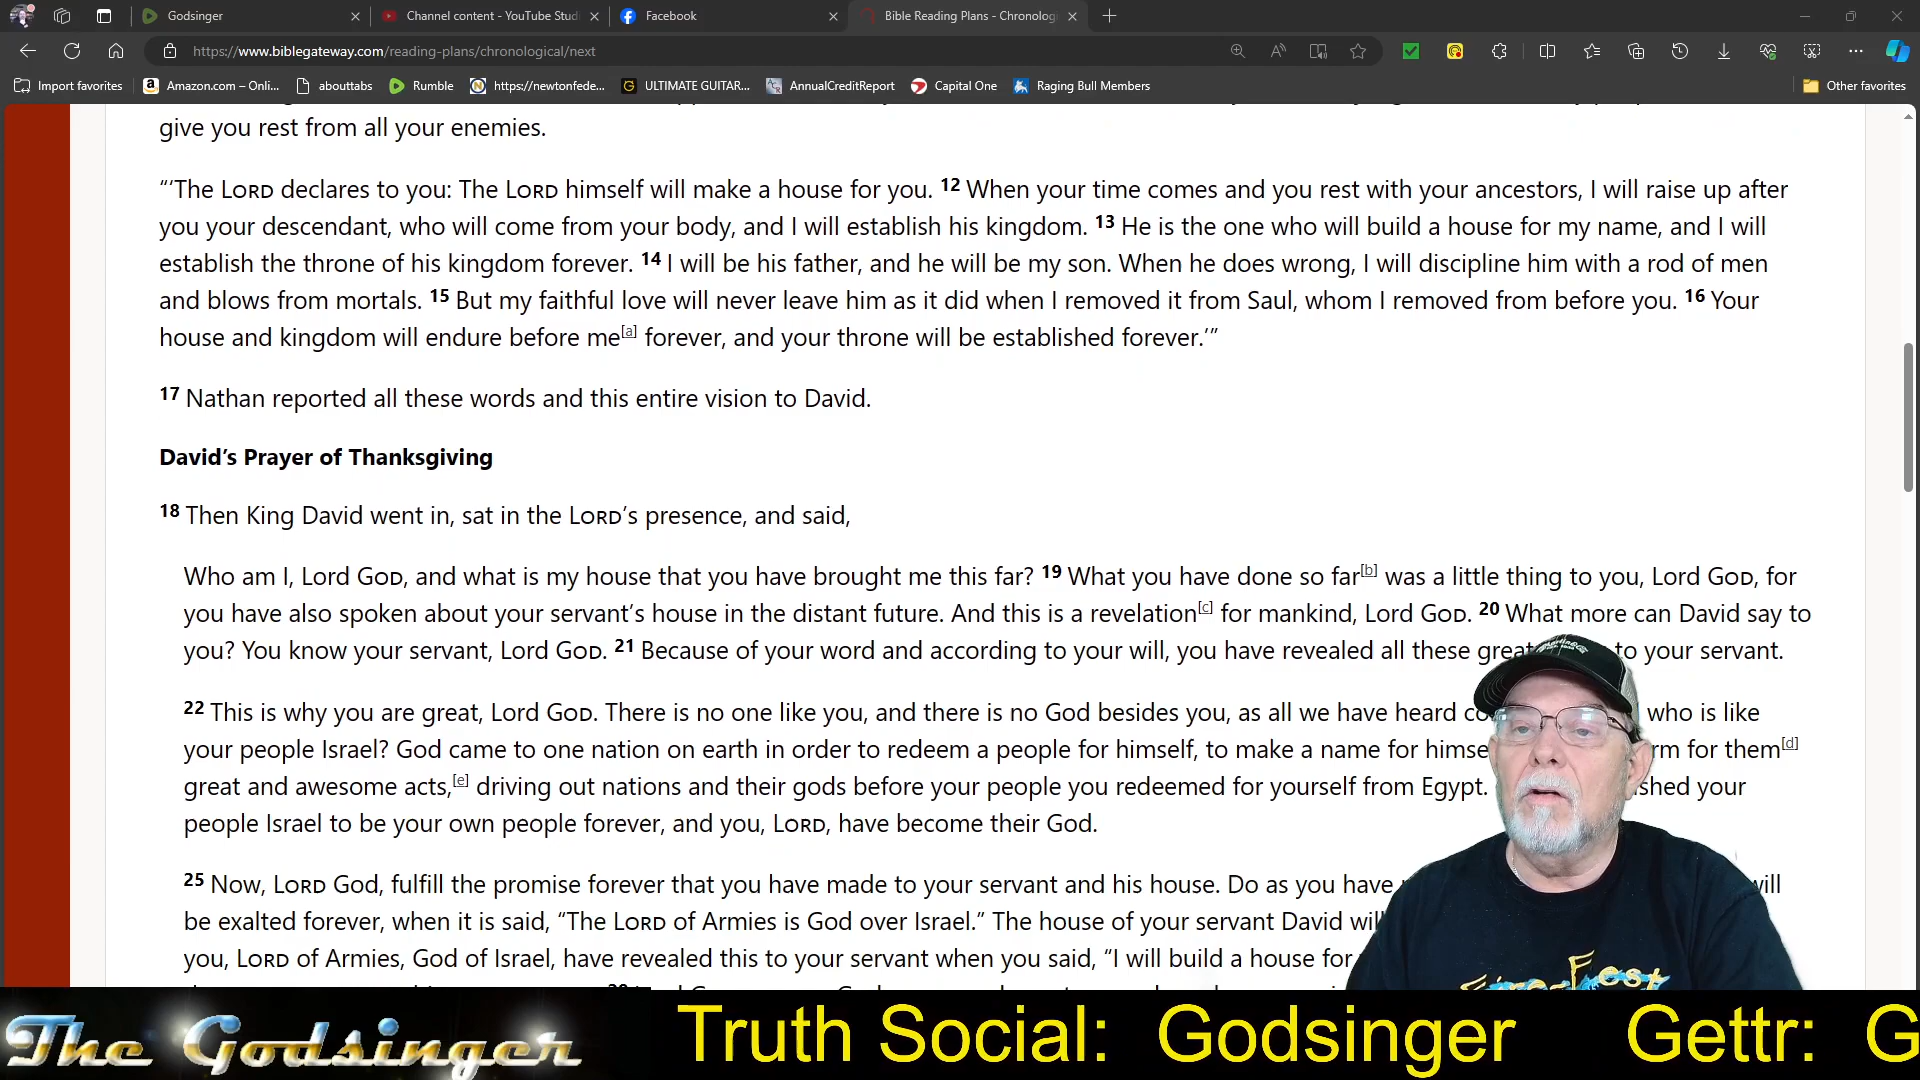 Godsinger
Channel content - YouTube Stud
Facebook
Bible Reading Plans - Chronolog
https://www.biblegateway.com/reading-plans/chronological/next
Import favorites
Amazon.com – Onli...
abouttabs
Rumble
https://newtonfede...
ULTIMATE GUITAR...
AnnualCreditReport
Capital One
Raging Bull Members
Other favorites
give you rest from all your enemies.
“‘The LORD declares to you: The LORD himself will make a house for you. 12 When your time comes and you rest with your ancestors, I will raise up after
you your descendant, who will come from your body, and I will establish his kingdom. 13 He is the one who will build a house for my name, and I will
establish the throne of his kingdom forever. 14 I will be his father, and he will be my son. When he does wrong, I will discipline him with a rod of men
and blows from mortals. 15 But my faithful love will never leave him as it did when I removed it from Saul, whom I removed from before you. 16 Your
house and kingdom will endure before me[a] forever, and your throne will be established forever.’”
17 Nathan reported all these words and this entire vision to David.
David’s Prayer of Thanksgiving
18 Then King David went in, sat in the LORD’s presence, and said,
Who am I, Lord GOD, and what is my house that you have brought me this far? 19 What you have done so far[b] was a little thing to you, Lord GOD, for
you have also spoken about your servant’s house in the distant future. And this is a revelation[c] for mankind, Lord GOD. 20 What more can David say to
you? You know your servant, Lord GOD. 21 Because of your word and according to your will, you have revealed all these great to your servant.
22 This is why you are great, Lord GOD. There is no one like you, and there is no God besides you, as all we have heard who is like
your people Israel? God came to one nation on earth in order to redeem a people for himself, to make a name for himse for them[d]
great and awesome acts,[e] driving out nations and their gods before your people you redeemed for yourself from Egypt. shed your
people Israel to be your own people forever, and you, LORD, have become their God.
25 Now, LORD God, fulfill the promise forever that you have made to your servant and his house. Do as you have will
be exalted forever, when it is said, “The LORD of Armies is God over Israel.” The house of your servant David will
you, LORD of Armies, God of Israel, have revealed this to your servant when you said, “I will build a house for
The Godsinger
Truth Social: Godsinger Gettr: G